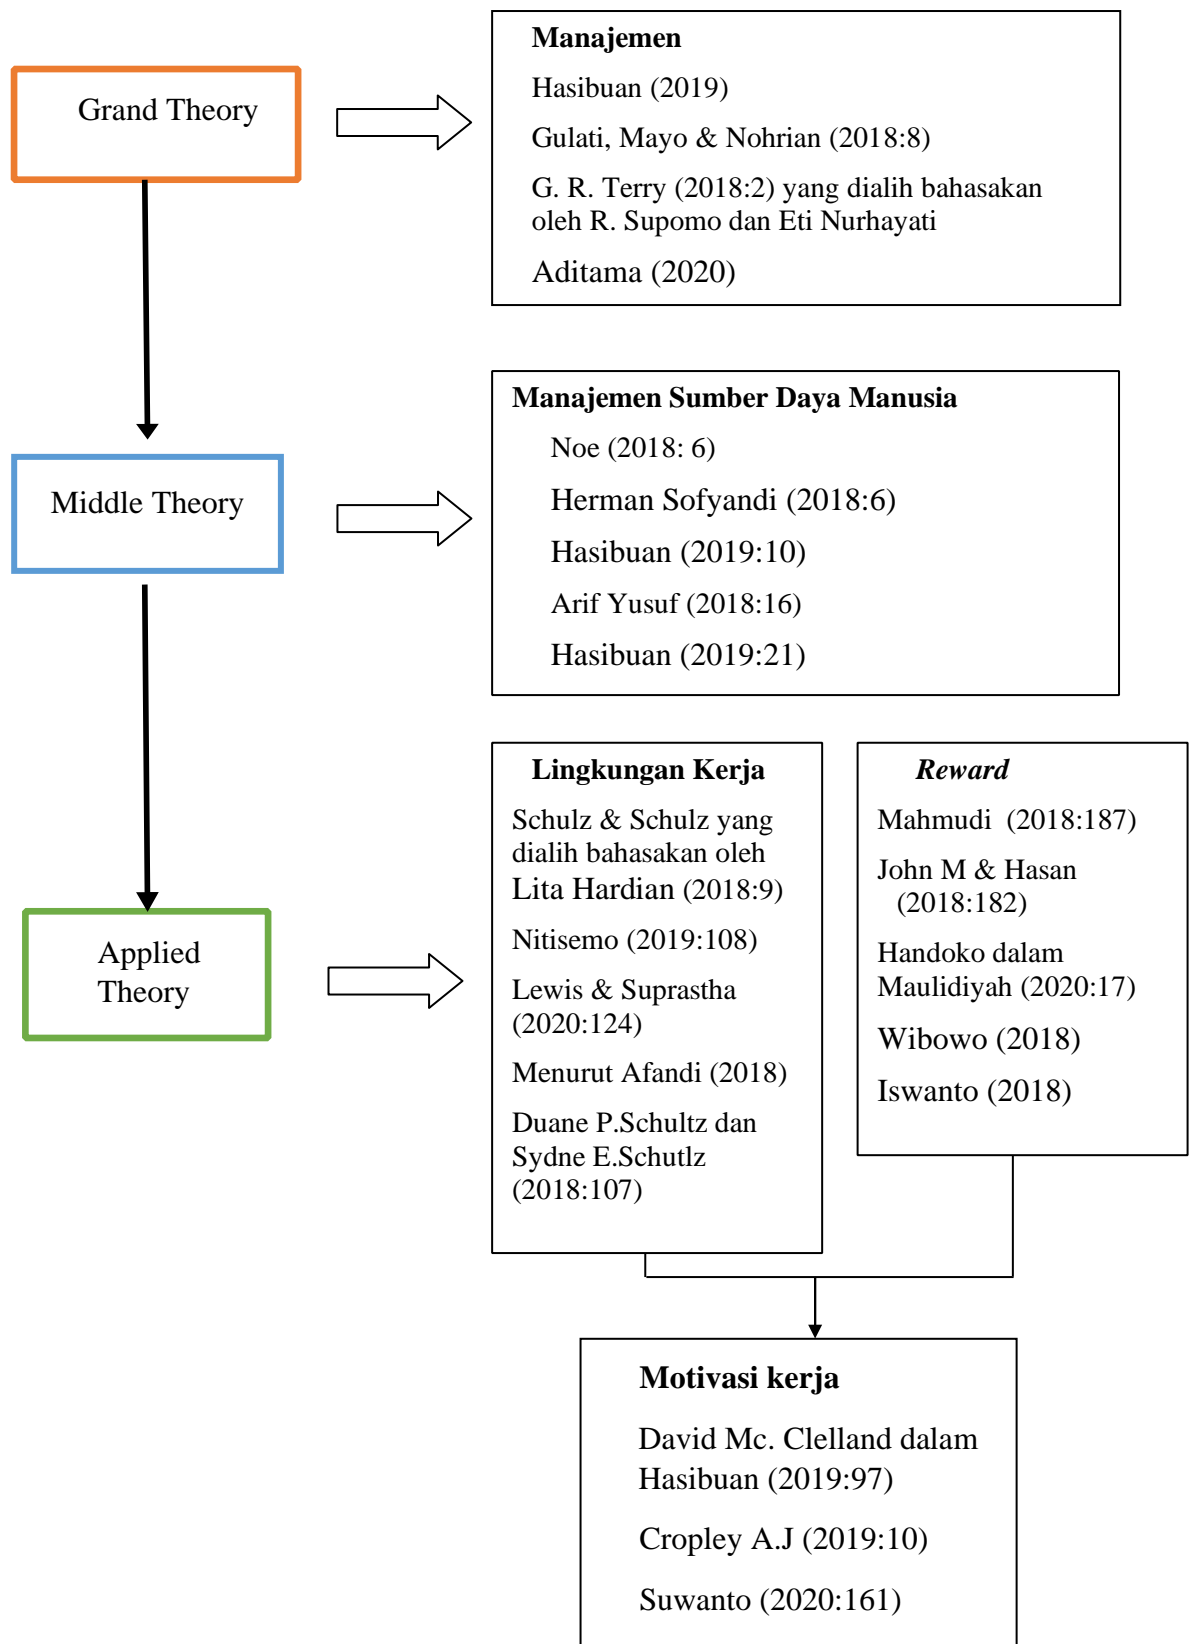 Grand Theory
Manajemen
Hasibuan (2019)
Gulati, Mayo & Nohrian (2018:8)
G. R. Terry (2018:2) yang dialih bahasakan
oleh R. Supomo dan Eti Nurhayati
Aditama (2020)
Middle Theory
Manajemen Sumber Daya Manusia
Noe (2018: 6)
Herman Sofyandi (2018:6)
Hasibuan (2019:10)
Arif Yusuf (2018:16)
Hasibuan (2019:21)
Applied
Theory
Lingkungan Kerja
Schulz & Schulz yang
dialih bahasakan oleh
Lita Hardian (2018:9)
Nitisemo (2019:108)
Lewis & Suprastha
(2020:124)
Menurut Afandi (2018)
Duane P.Schultz dan
Sydne E.Schutlz
(2018:107)
Reward
Mahmudi  (2018:187)
John M & Hasan
(2018:182)
Handoko dalam
Maulidiyah (2020:17)
Wibowo (2018)
Iswanto (2018)
Motivasi kerja
David Mc. Clelland dalam
Hasibuan (2019:97)
Cropley A.J (2019:10)
Suwanto (2020:161)